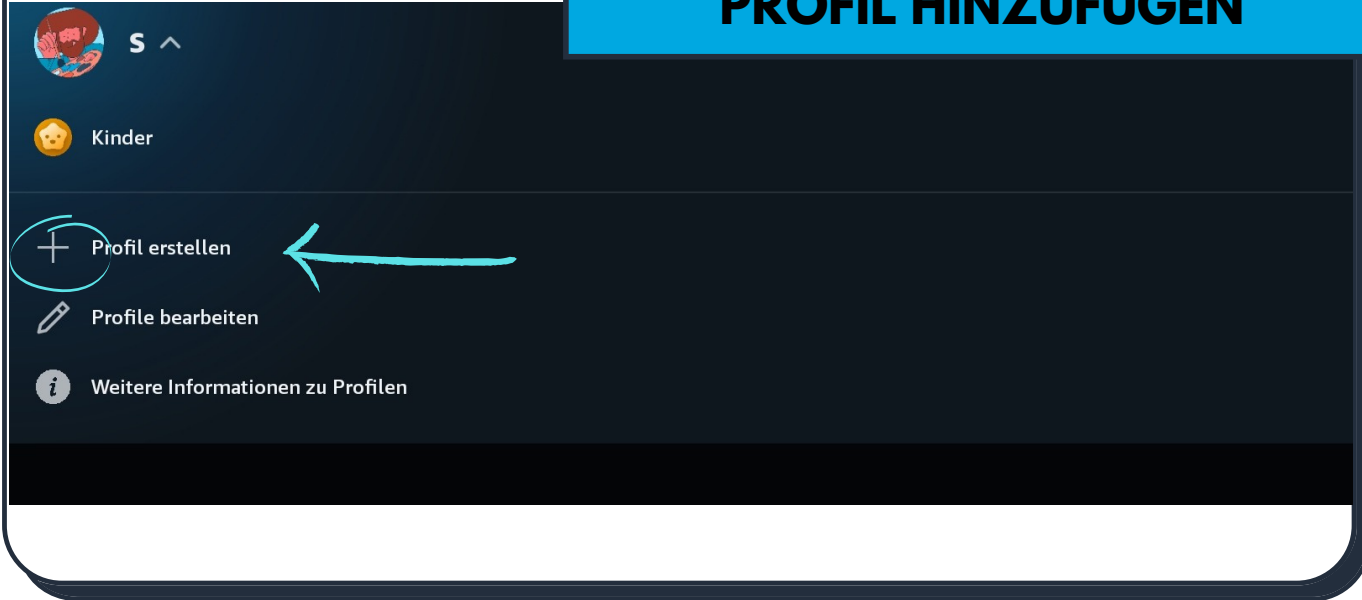 PROFIL HINZUFÜGEN
S
Kinder
Profil erstellen
Profile bearbeiten
Weitere Informationen zu Profilen